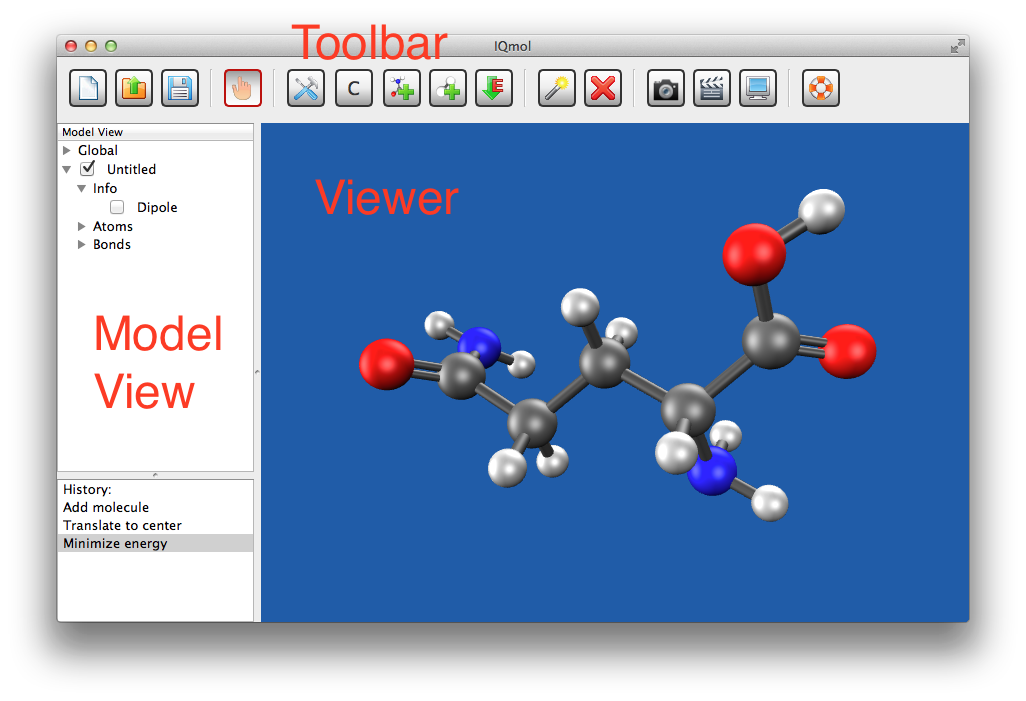 Toolbar
IQmol
C
E
Model View
Global
Untitled
Info
Dipole
Atoms
Bonds
Viewer
Model
View
History:
Add molecule
Translate to center
Minimize energy